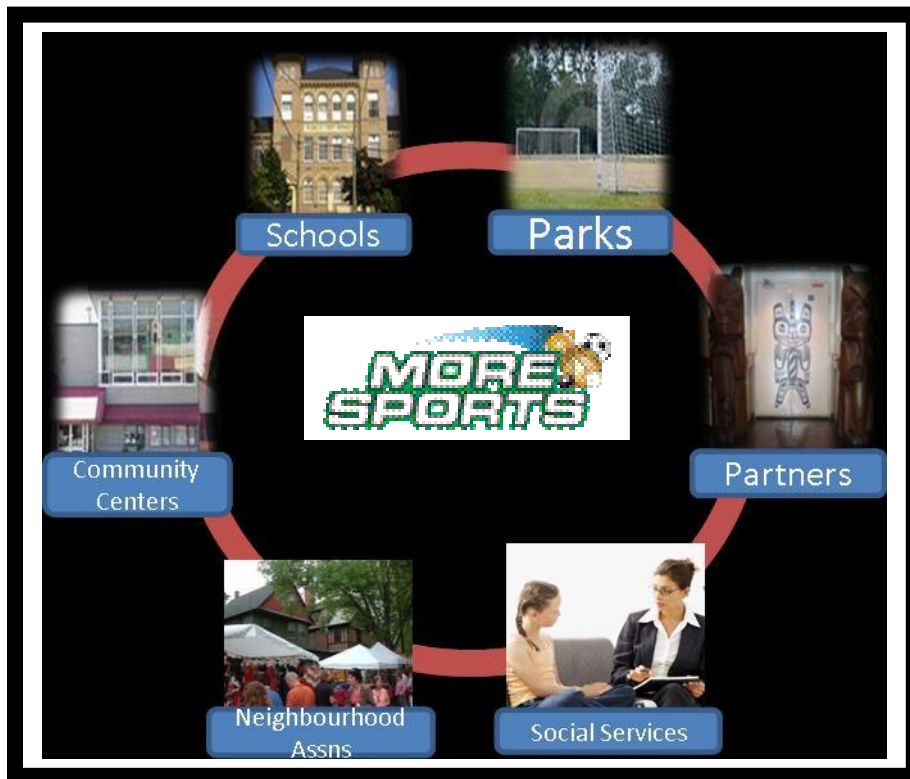 Schools
Parks
MORE
SPORTS
Community
Centers
Partners
Neighbourhood
Assns
Social Services